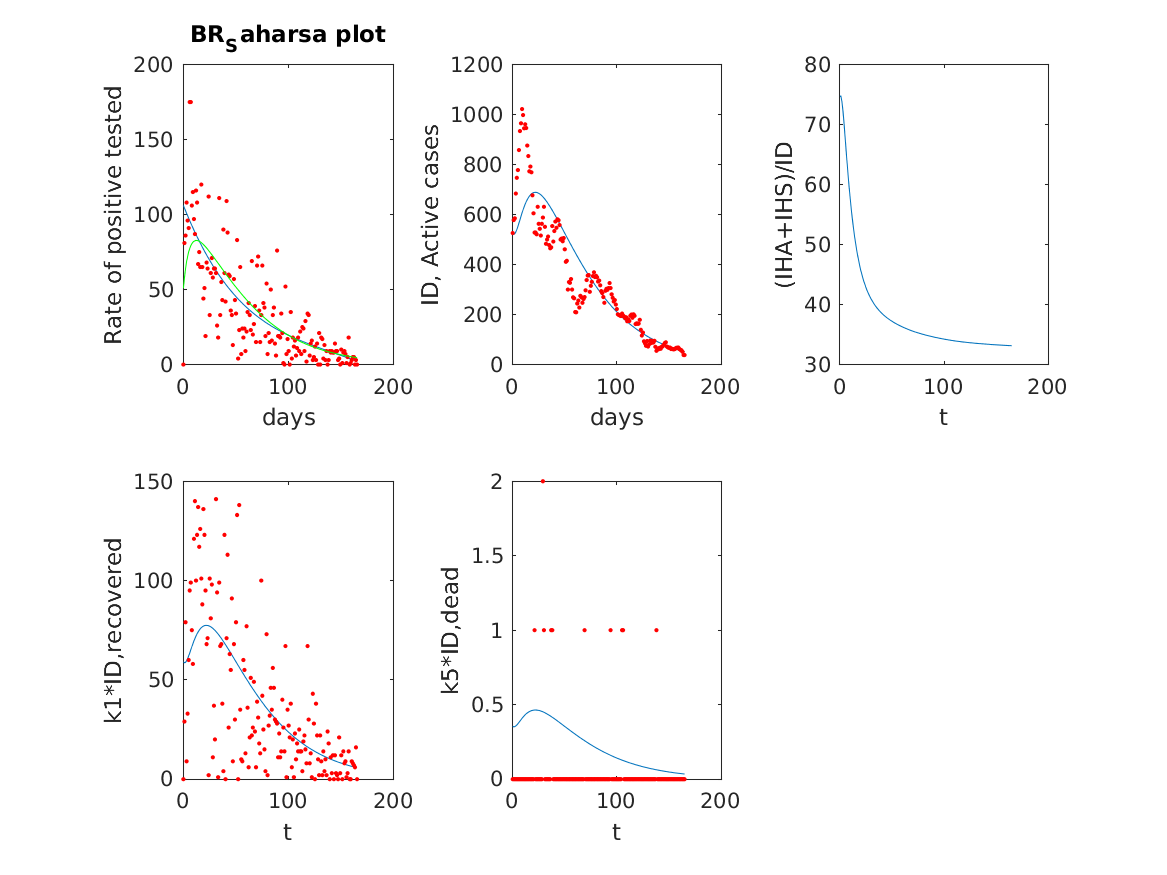 BR_Saharsa plot
200
150
100
50
0
0 100 200
Rate of positive tested
days
1200
1000
800
600
400
200
0
0 100 200
ID, Active cases
days
80
70
60
50
40
30
0 100 200
(IHA+IHS)/ID
t
150
100
50
0
0 100 200
k1*ID,recovered
t
2
1.5
1
0.5
0
0 100 200
k5*ID,dead
t